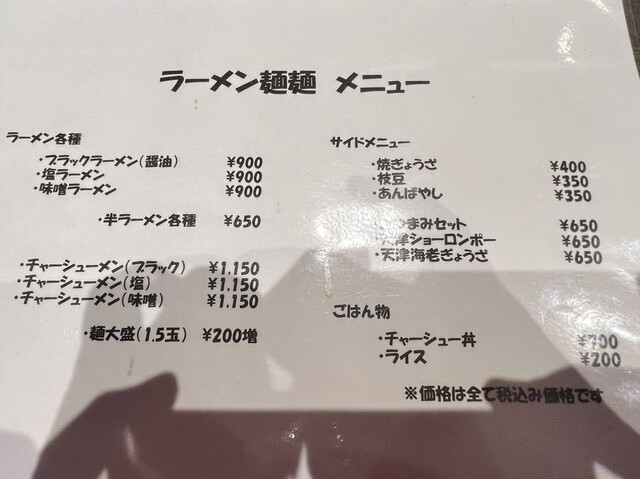 ラーメン麺麺 メニュー
ラーメン各種
・ブラックラーメン(醤油) ¥900
・塩ラーメン ¥900
・味噌ラーメン ¥900
・半ラーメン各種 ¥650
・チャーシューメン(ブラック) ¥1,150
・チャーシューメン(塩) ¥1,150
・チャーシューメン(味噌) ¥1,150
・麺大盛(1.5玉) ¥200増
サイドメニュー
・焼ぎょうざ ¥400
・枝豆 ¥350
・あんばやし ¥350
まみセット ¥650
津ショーロンポー ¥650
・天津海老ぎょうざ ¥650
ごはん物
・チャーシュー丼 ¥700
・ライス ¥200
※価格は全て税込み価格です